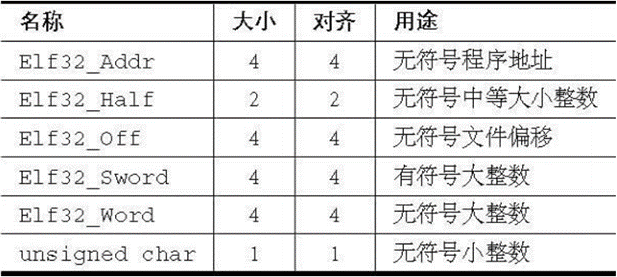 名称 大小 对齐 用途
Elf32_Addr 4 4 无符号程序地址
Elf32_Half 2 2 无符号中等大小整数
Elf32_Off 4 4 无符号文件偏移
Elf32_Sword 4 4 有符号大整数
Elf32_Word 4 4 无符号大整数
unsigned char 1 1 无符号小整数